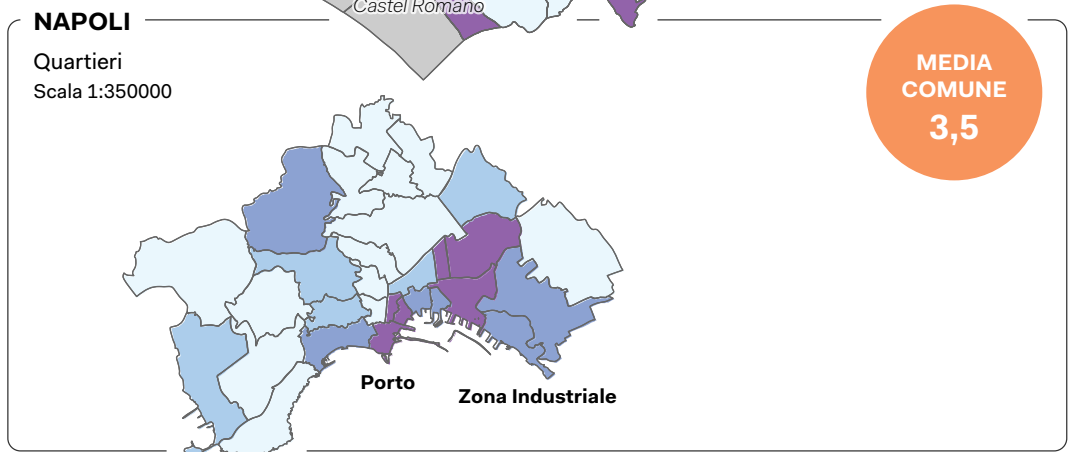 Castel Romano
NAPOLI
Quartieri
Scala 1:350000
MEDIA
COMUNE
3,5
Porto
Zona Industriale